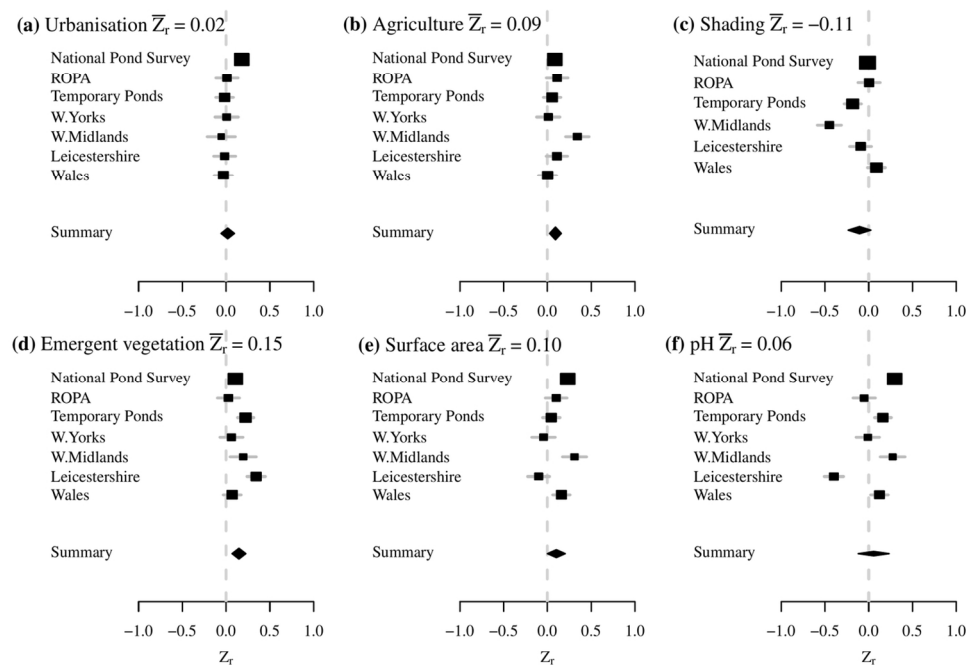 (a) Urbanisation Z̅r = 0.02
National Pond Survey
ROPA
Temporary Ponds
W.Yorks
W.Midlands
Leicestershire
Wales
Summary
−1.0 −0.5 0.0 0.5 1.0
(b) Agriculture Z̅r = 0.09
National Pond Survey
ROPA
Temporary Ponds
W.Yorks
W.Midlands
Leicestershire
Wales
Summary
−1.0 −0.5 0.0 0.5 1.0
(c) Shading Z̅r = −0.11
National Pond Survey
ROPA
Temporary Ponds
W.Midlands
Leicestershire
Wales
Summary
−1.0 −0.5 0.0 0.5 1.0
(d) Emergent vegetation Z̅r = 0.15
National Pond Survey
ROPA
Temporary Ponds
W.Yorks
W.Midlands
Leicestershire
Wales
Summary
−1.0 −0.5 0.0 0.5 1.0
Zr
(e) Surface area Z̅r = 0.10
National Pond Survey
ROPA
Temporary Ponds
W.Yorks
W.Midlands
Leicestershire
Wales
Summary
−1.0 −0.5 0.0 0.5 1.0
Zr
(f) pH Z̅r = 0.06
National Pond Survey
ROPA
Temporary Ponds
W.Yorks
W.Midlands
Leicestershire
Wales
Summary
−1.0 −0.5 0.0 0.5 1.0
Zr